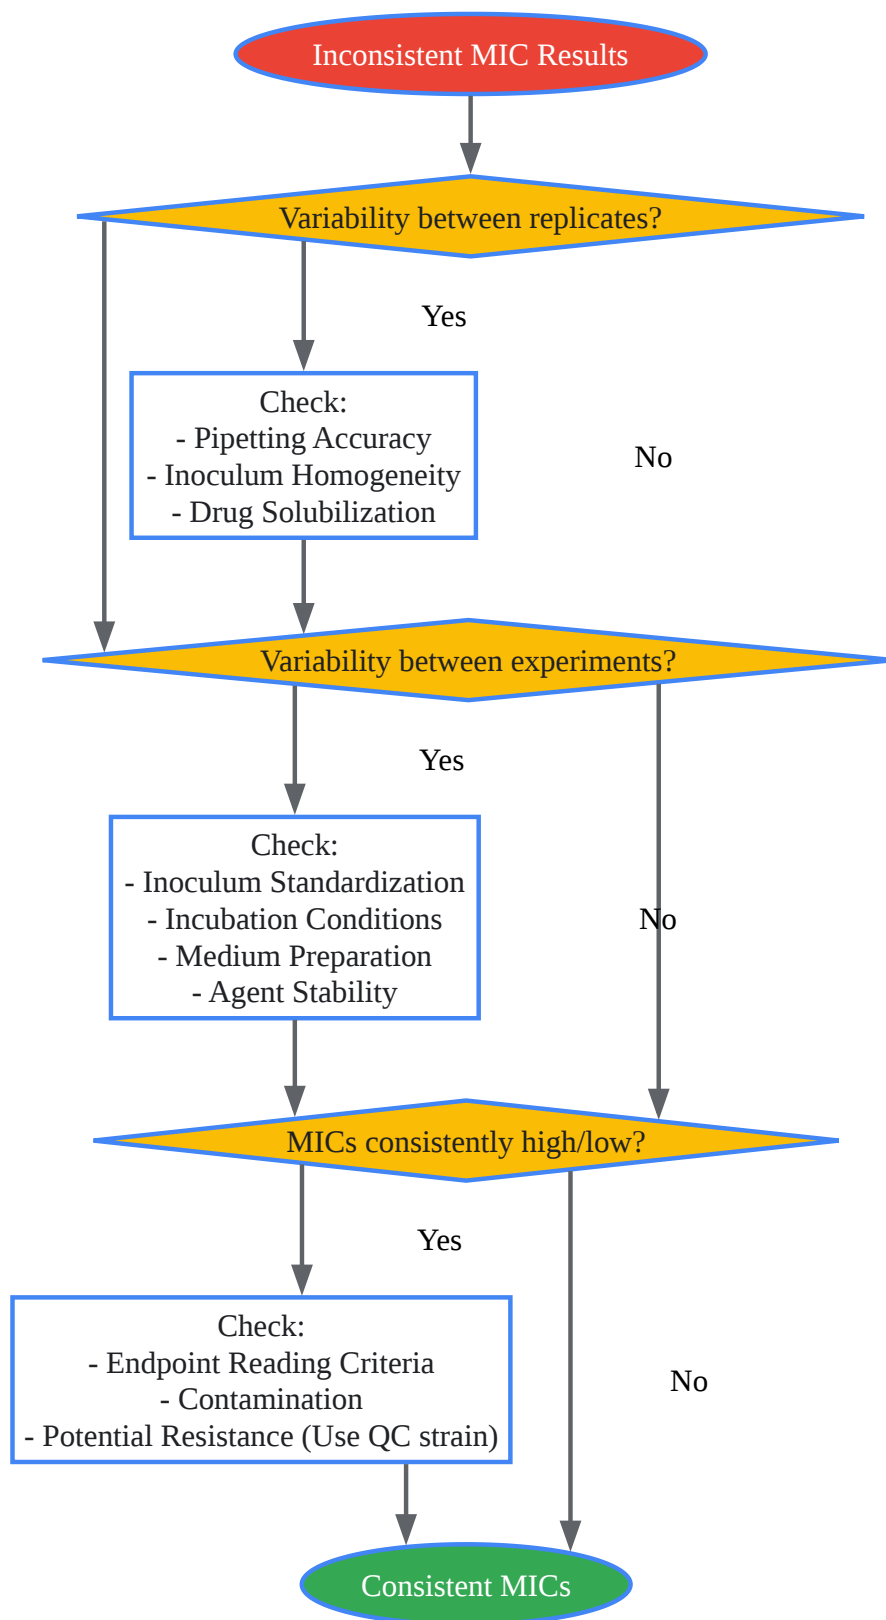 Inconsistent MIC Results
Variability between replicates?
Yes
Check:
- Pipetting Accuracy
- Inoculum Homogeneity
- Drug Solubilization
No
Variability between experiments?
Yes
Check:
- Inoculum Standardization
- Incubation Conditions
- Medium Preparation
- Agent Stability
No
MICs consistently high/low?
Yes
Check:
- Endpoint Reading Criteria
- Contamination
- Potential Resistance (Use QC strain)
No
Consistent MICs